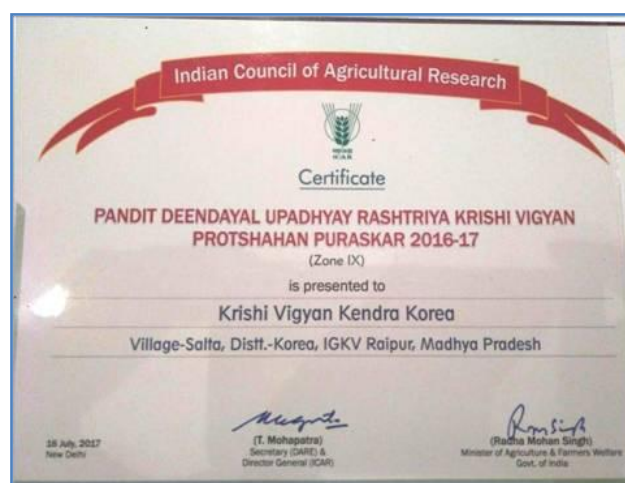 Indian Council of Agricultural Research
ICAR
Certificate
PANDIT DEENDAYAL UPADHYAY RASHTRIYA KRISHI VIGYAN
PROTSHAHAN PURASKAR 2016-17
(Zone IX)
is presented to
Krishi Vigyan Kendra Korea
Village-Salta, Distt.-Korea, IGKV Raipur, Madhya Pradesh
16 July, 2017
New Delhi
(T. Mohapatra)
Secretary (DARE) &
Director General (ICAR)
(Radha Mohan Singh)
Minister of Agriculture & Farmers Welfare
Govt. of India